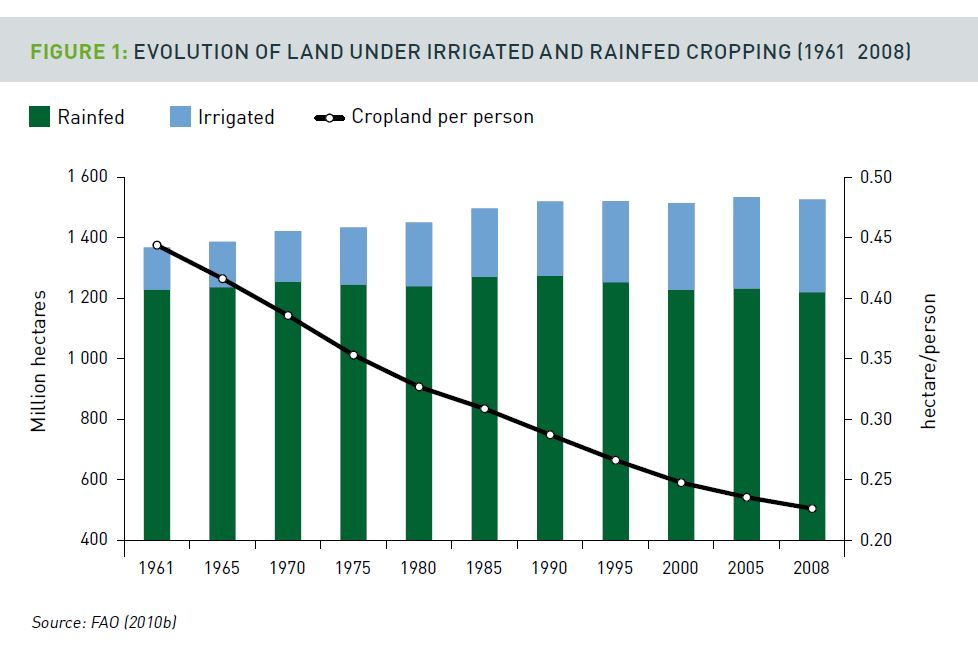 FIGURE 1: EVOLUTION OF LAND UNDER IRRIGATED AND RAINFED CROPPING (1961 2008)
Rainfed Irrigated Cropland per person
1 600 0.50
1 400 0.45
1 200 0.40
1 000 0.35
800 0.30
600 0.25
400 0.20
Million hectares
hectare/person
1961 1965 1970 1975 1980 1985 1990 1995 2000 2005 2008
Source: FAO (2010b)